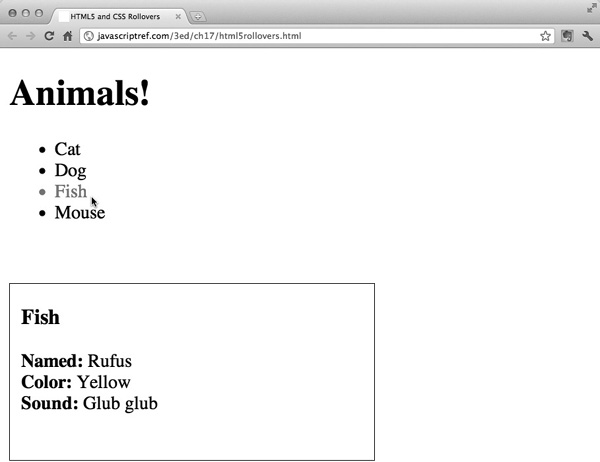 HTML5 and CSS Rollovers
javascriptref.com/3ed/ch17/html5rollovers.html
Animals!
Cat
Dog
Fish
Mouse
Fish
Named: Rufus
Color: Yellow
Sound: Glub glub